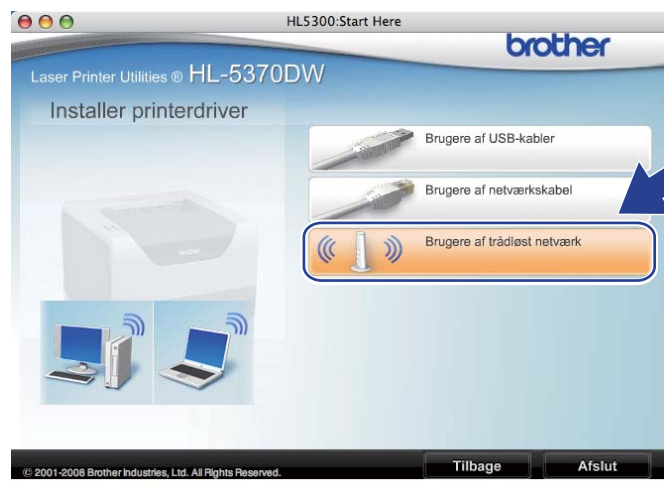 HL5300:Start Here
brother
Laser Printer Utilities ® HL-5370DW
Installer printerdriver
Brugere af USB-kabler
Brugere af netværkskabel
Brugere af trådløst netværk
© 2001-2008 Brother Industries, Ltd. All Rights Reserved.
Tilbage
Afslut